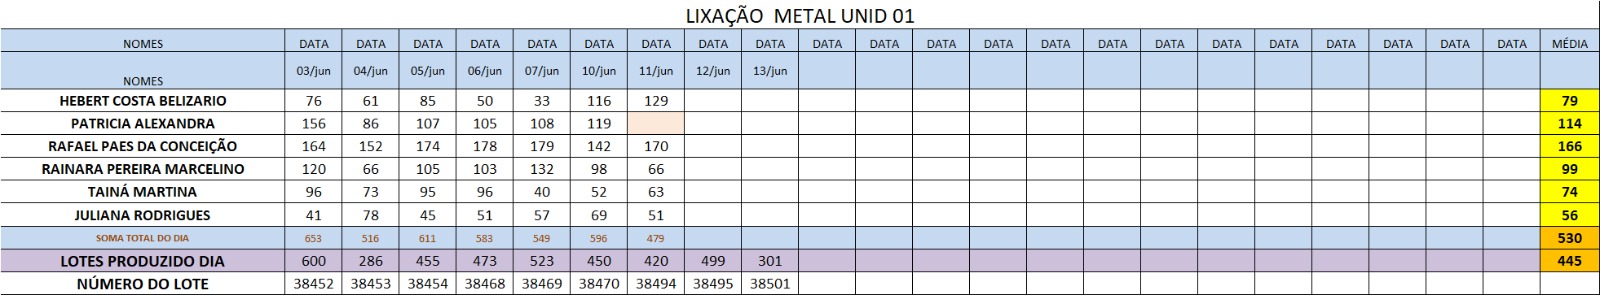 LIXAÇÃO METAL UNID 01
NOMES DATA DATA DATA DATA DATA DATA DATA DATA DATA DATA DATA DATA DATA DATA DATA DATA DATA DATA DATA DATA DATA DATA MÉDIA
NOMES 03/jun 04/jun 05/jun 06/jun 07/jun 10/jun 11/jun 12/jun 13/jun
HEBERT COSTA BELIZARIO 76 61 85 50 33 116 129 79
PATRICIA ALEXANDRA 156 86 107 105 108 119 114
RAFAEL PAES DA CONCEIÇÃO 164 152 174 178 179 142 170 166
RAINARA PEREIRA MARCELINO 120 66 105 103 132 98 66 99
TAINÁ MARTINA 96 73 95 96 40 52 63 74
JULIANA RODRIGUES 41 78 45 51 57 69 51 56
SOMA TOTAL DO DIA 653 516 611 583 549 596 479 530
LOTES PRODUZIDO DIA 600 286 455 473 523 450 420 499 301 445
NÚMERO DO LOTE 38452 38453 38454 38468 38469 38470 38494 38495 38501